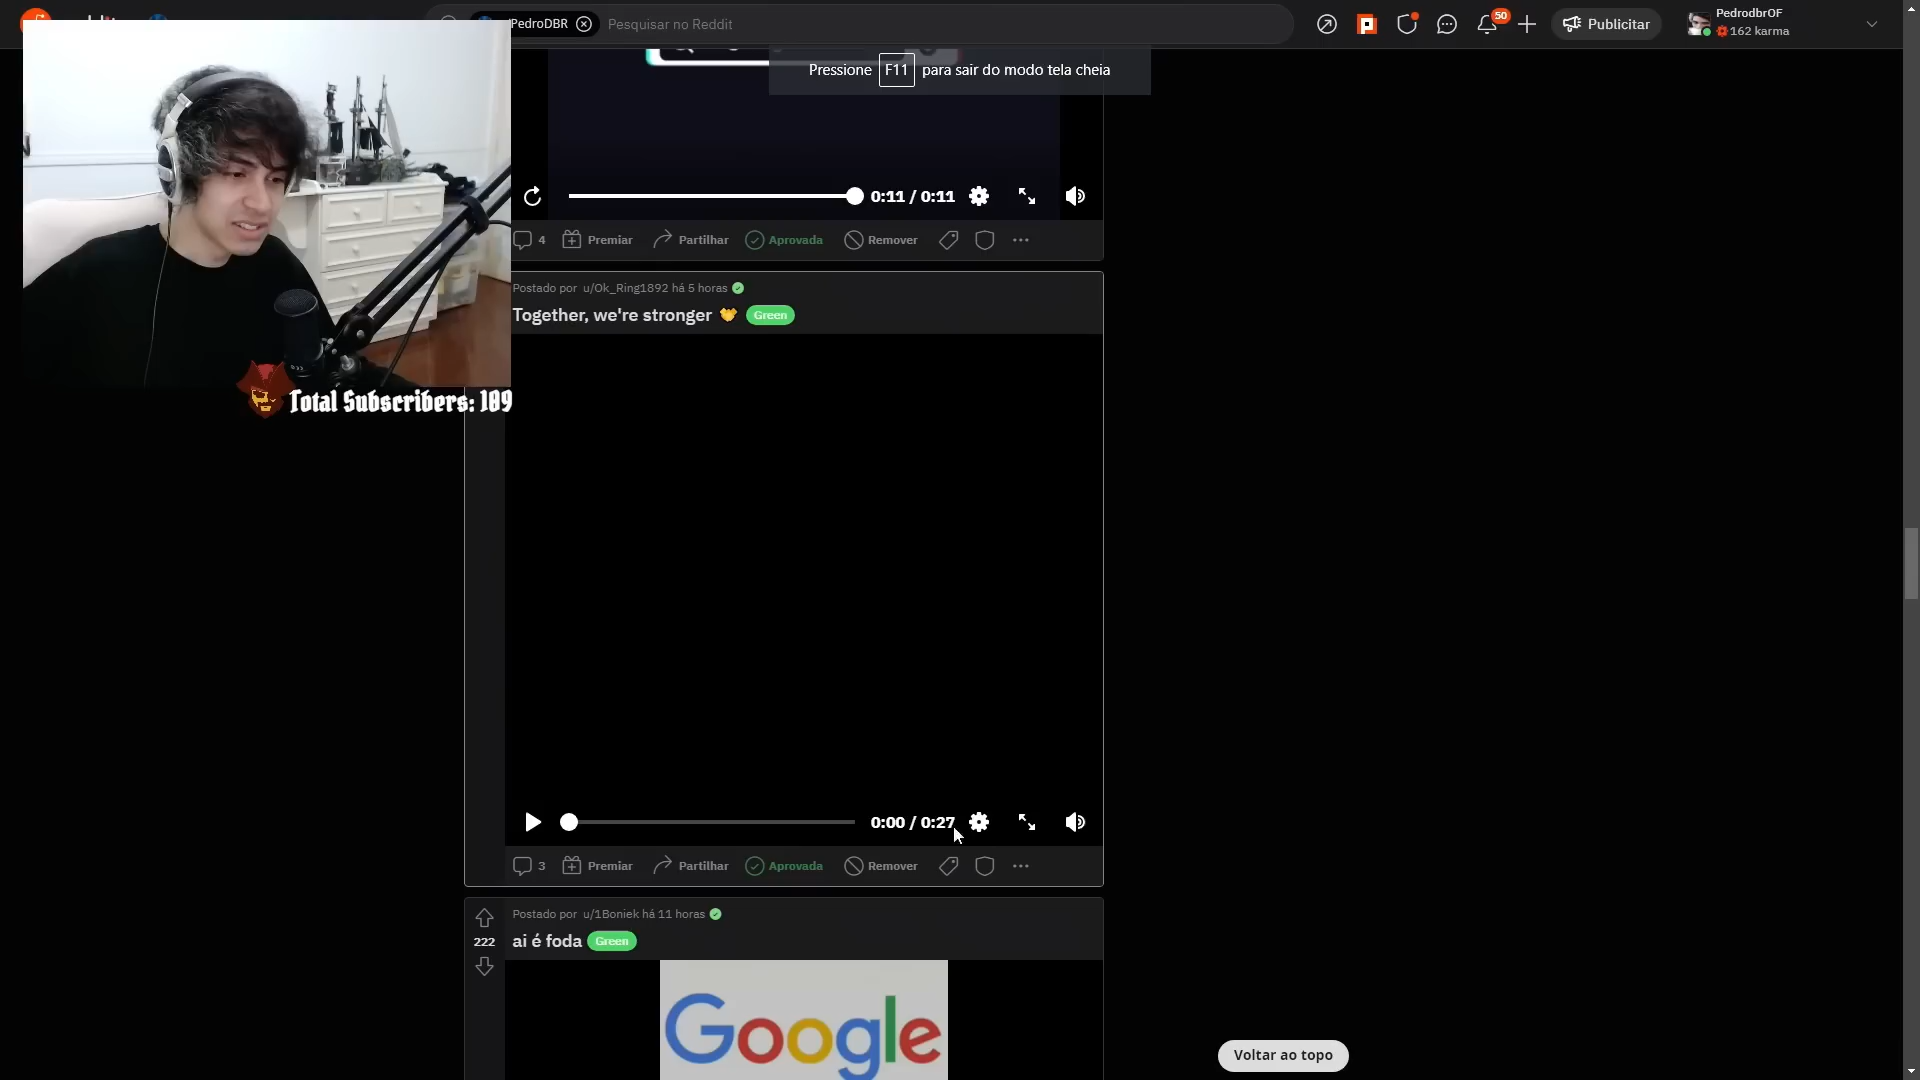 PedroDBR
Pesquisar no Reddit
50
Publicitar
PedrodbrOF
162 karma
Pressione F11 para sair do modo tela cheia
0:11 / 0:11
4 Premiar Partilhar Aprovada Remover
Postado por u/Ok_Ring1892 há 5 horas
Together, we're stronger Green
Total Subscribers: 189
0:00 / 0:27
3 Premiar Partilhar Aprovada Remover
Postado por u/1Boniek há 11 horas
222
ai é foda Green
Google
Voltar ao topo